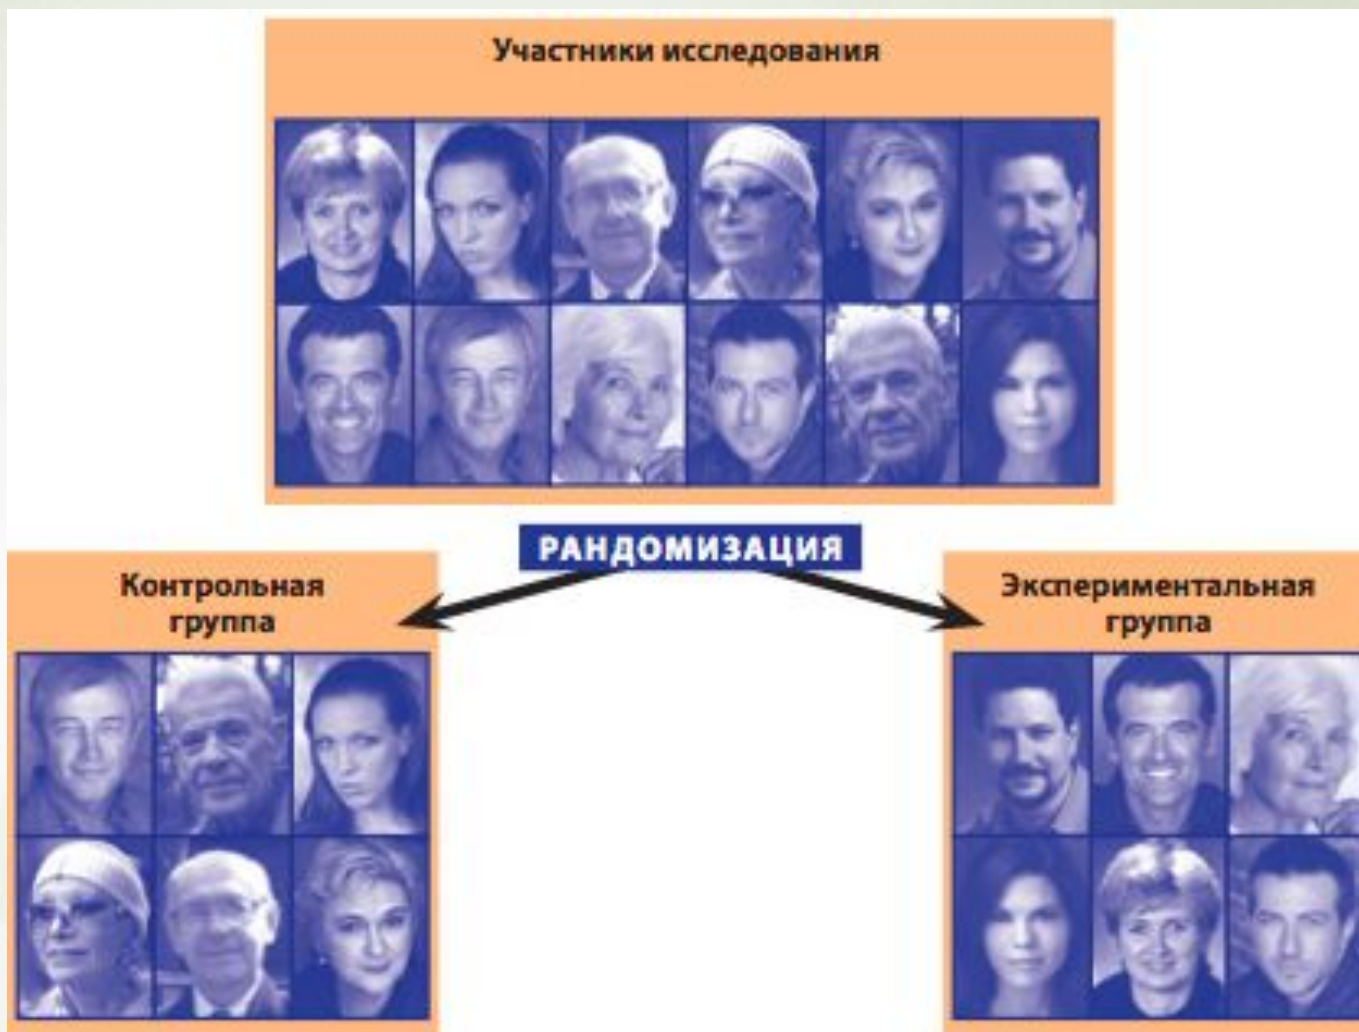 Участники исследования
РАНДОМИЗАЦИЯ
Контрольная
группа
Экспериментальная
группа